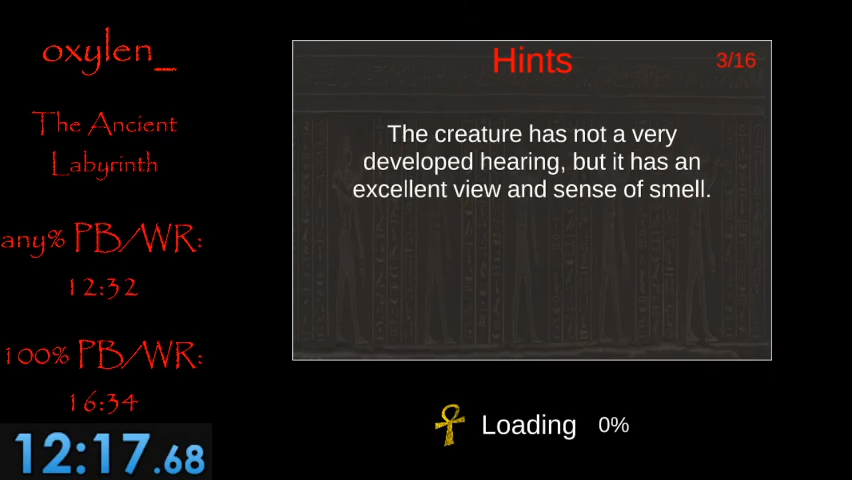 oxylen_
The Ancient
Labyrinth
any% PB/WR:
12:32
100% PB/WR:
16:34
12:17.68
Hints
3/16
The creature has not a very
developed hearing, but it has an
excellent view and sense of smell.
Loading 0%